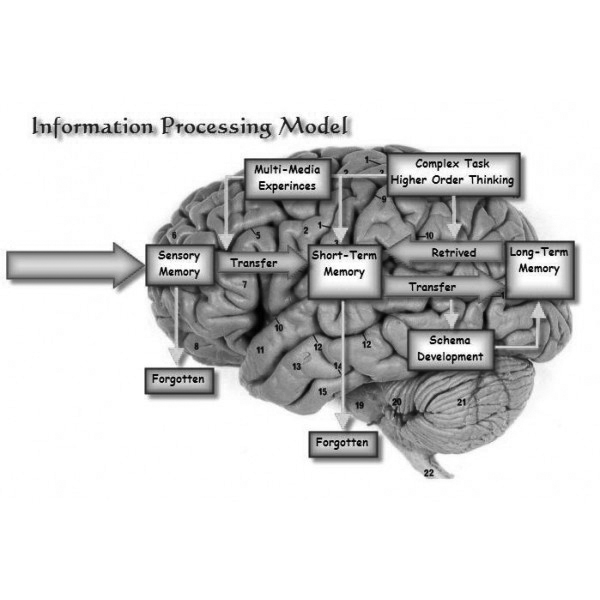 Information Processing Model
Multi-Media
Experinces
Complex Task
Higher Order Thinking
Sensory
Memory
Transfer
Short-Term
Memory
Retrived
Transfer
Long-Term
Memory
Schema
Development
Forgotten
Forgotten
1
2
3
9
1
2
10
6
5
7
8
10
11
12
12
13
14
15
19
20
21
22